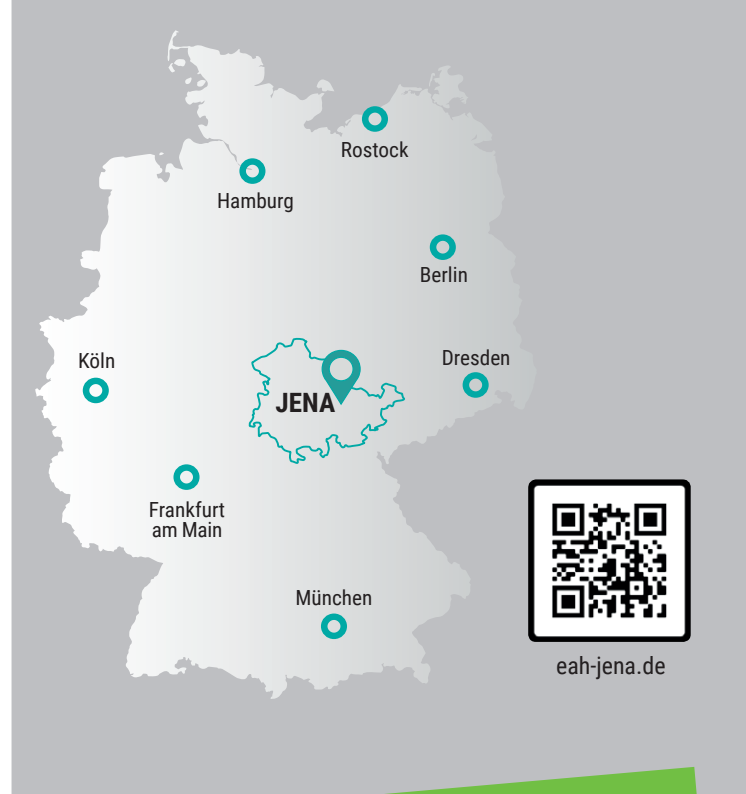 Rostock
Hamburg
Berlin
Köln
Dresden
JENA
Frankfurt
am Main
München
eah-jena.de